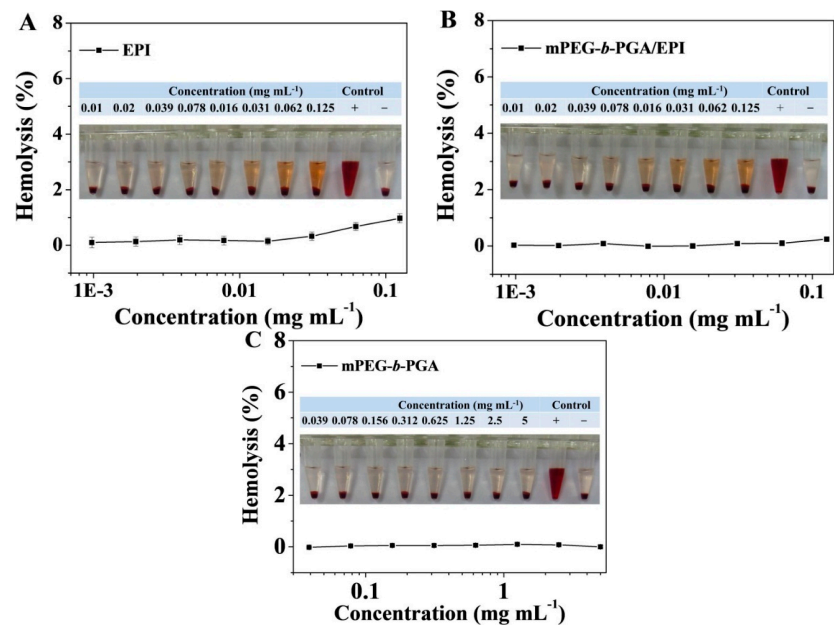 A
EPI
Hemolysis (%)
8
6
4
2
0
Concentration (mg mL⁻¹) Control
0.01 0.02 0.039 0.078 0.016 0.031 0.062 0.125 + −
1E-3 0.01 0.1
Concentration (mg mL⁻¹)
B
mPEG-b-PGA/EPI
Hemolysis (%)
8
6
4
2
0
Concentration (mg mL⁻¹) Control
0.01 0.02 0.039 0.078 0.016 0.031 0.062 0.125 + −
1E-3 0.01 0.1
Concentration (mg mL⁻¹)
C
mPEG-b-PGA
Hemolysis (%)
8
6
4
2
0
Concentration (mg mL⁻¹) Control
0.039 0.078 0.156 0.312 0.625 1.25 2.5 5 + −
0.1 1
Concentration (mg mL⁻¹)